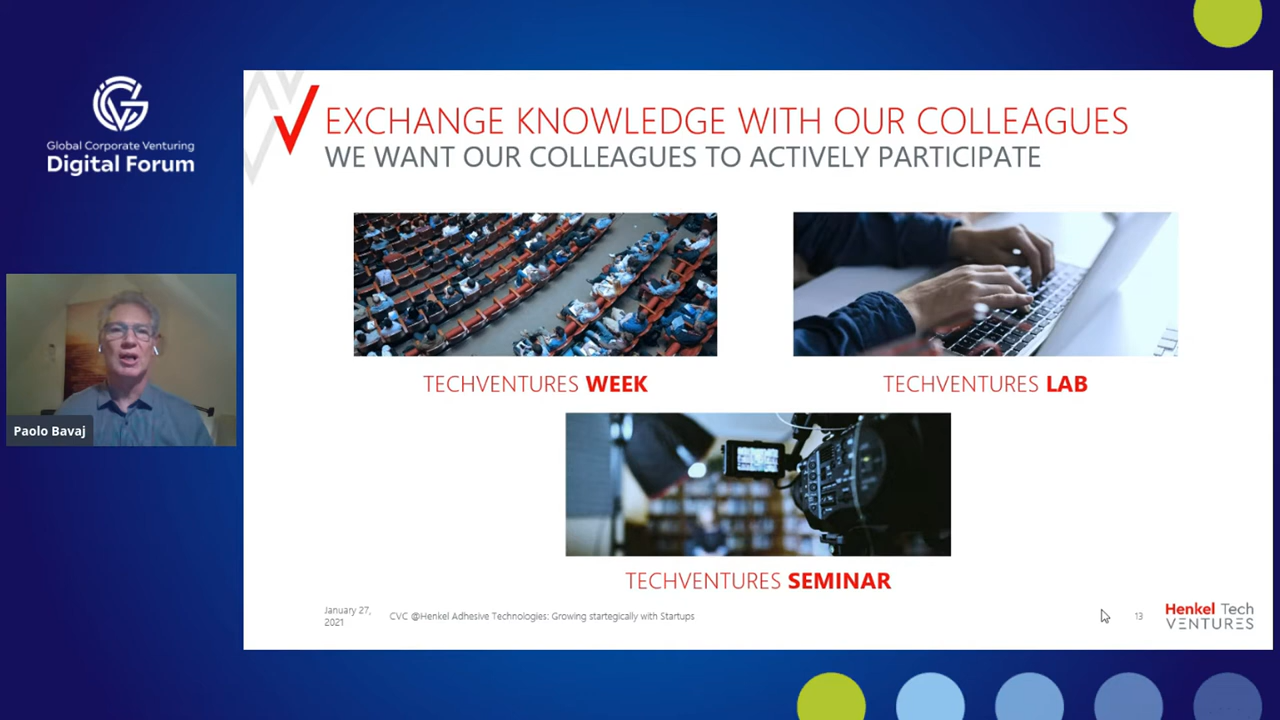 Global Corporate Venturing
Digital Forum
EXCHANGE KNOWLEDGE WITH OUR COLLEAGUES
WE WANT OUR COLLEAGUES TO ACTIVELY PARTICIPATE
TECHVENTURES WEEK
TECHVENTURES LAB
Paolo Bavaj
TECHVENTURES SEMINAR
January 27,
2021
CVC @Henkel Adhesive Technologies: Growing startegically with Startups
13
Henkel Tech
VENTURES